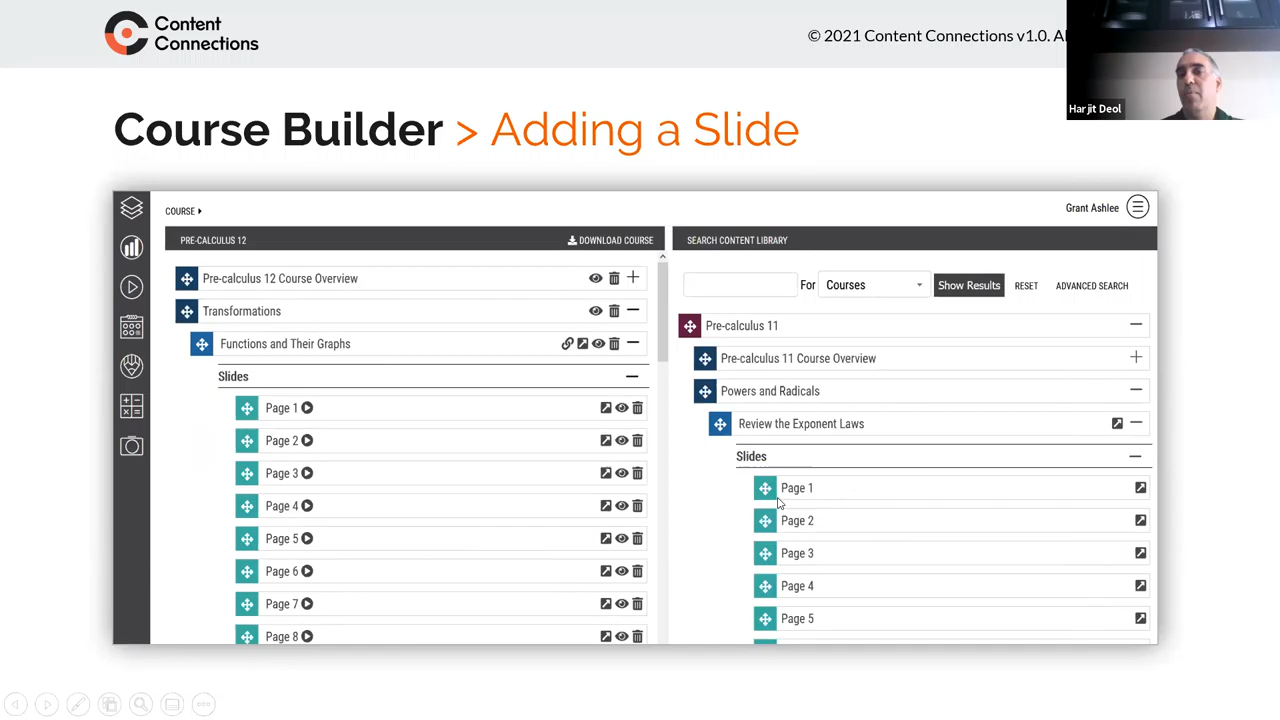 Content
Connections
© 2021 Content Connections v1.0.
Harjit Deol
Course Builder > Adding a Slide
COURSE
Grant Ashlee
PRE-CALCULUS 12
DOWNLOAD COURSE
SEARCH CONTENT LIBRARY
Pre-calculus 12 Course Overview
For
Courses
Show Results
RESET
ADVANCED SEARCH
Transformations
Pre-calculus 11
Functions and Their Graphs
Pre-calculus 11 Course Overview
Slides
Powers and Radicals
Page 1
Review the Exponent Laws
Page 2
Slides
Page 3
Page 1
Page 4
Page 2
Page 5
Page 3
Page 6
Page 4
Page 7
Page 5
Page 8